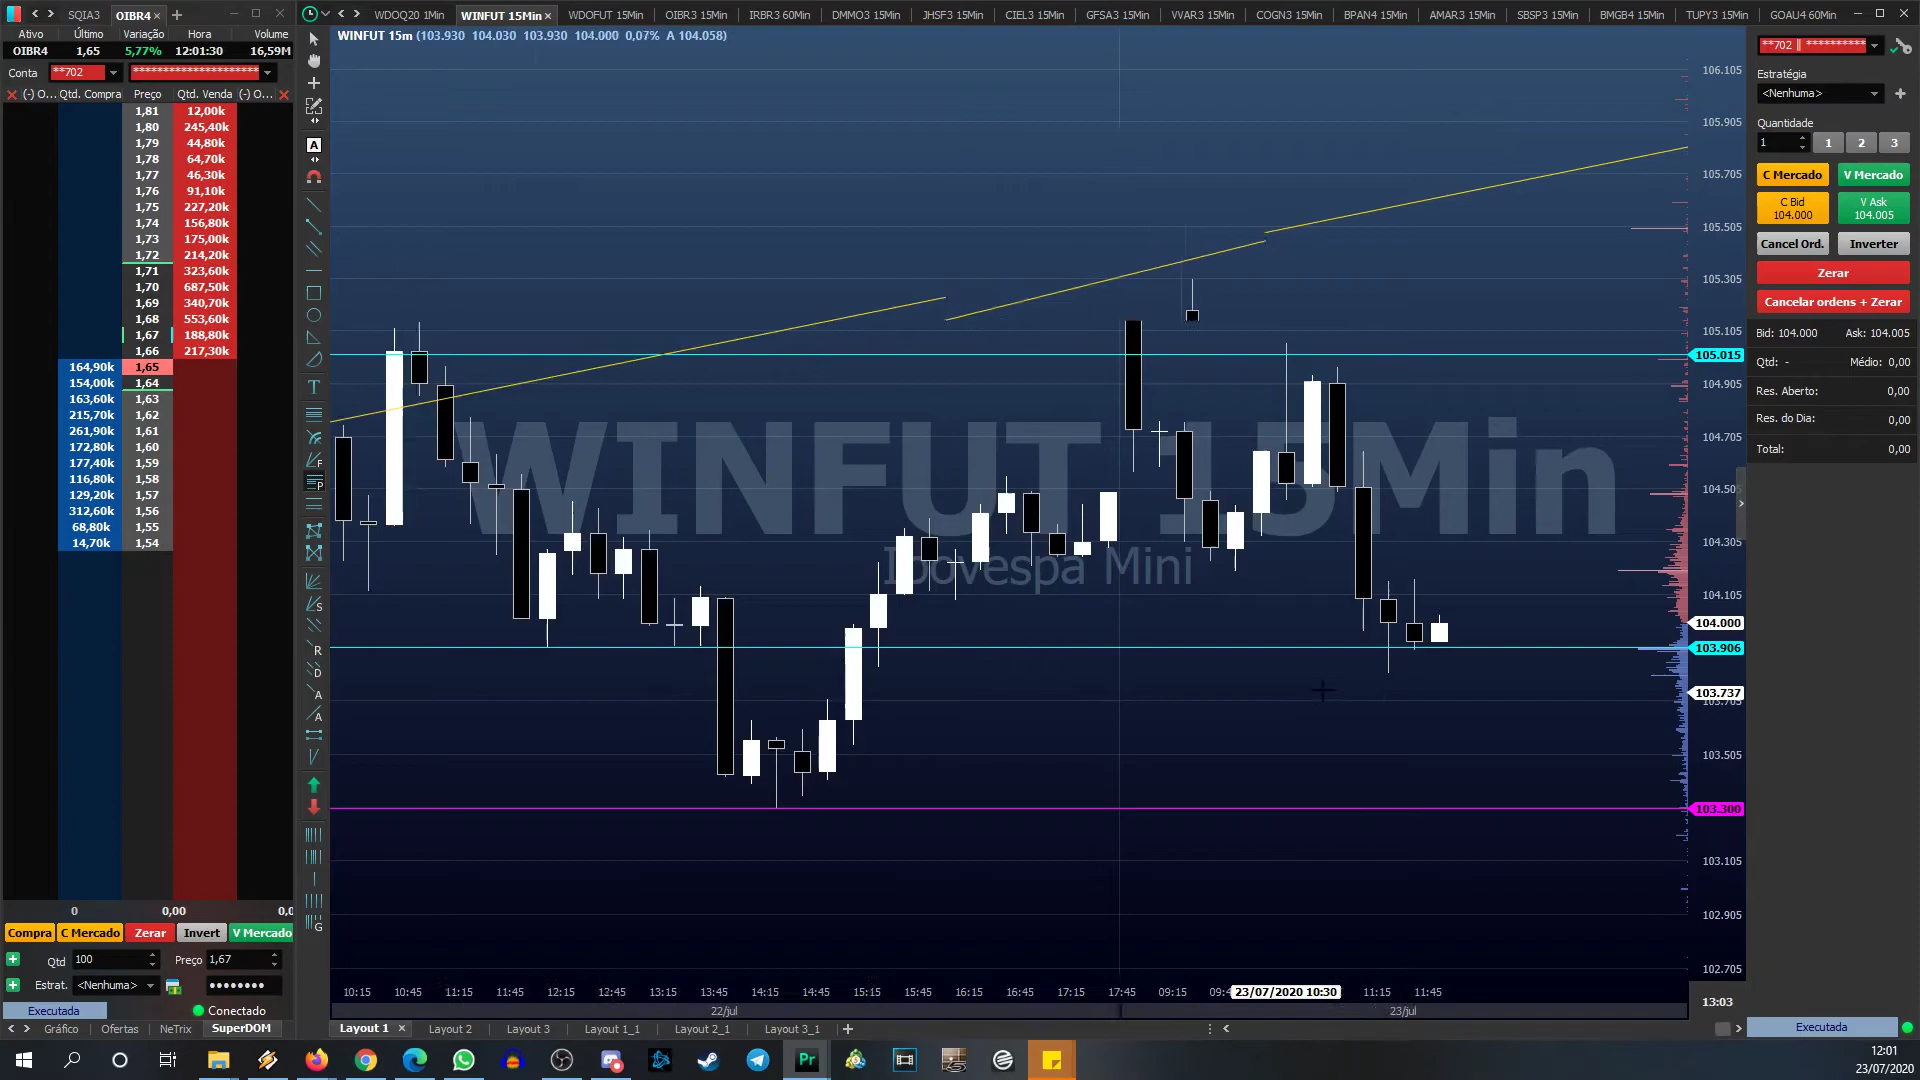 SQIA3 OIBR4
Ativo Último Variação Hora Volume
OIBR4 1,65 5,77% 12:01:30 16,59M
Conta **702 **********************
(-) O... Qtd. Compra Preço Qtd. Venda (-) O...
1,81 12,00k
1,80 245,40k
1,79 44,80k
1,78 64,70k
1,77 46,30k
1,76 91,10k
1,75 227,20k
1,74 156,80k
1,73 175,00k
1,72 214,20k
1,71 323,60k
1,70 687,50k
1,69 340,70k
1,68 553,60k
1,67 188,80k
1,66 217,30k
164,90k 1,65
154,00k 1,64
163,60k 1,63
215,70k 1,62
261,90k 1,61
172,80k 1,60
177,40k 1,59
116,80k 1,58
129,20k 1,57
312,60k 1,56
68,80k 1,55
14,70k 1,54
0 0,00 0,0
Compra C Mercado Zerar Invert V Mercado
Qtd 100 Preço 1,67
Estrat. <Nenhuma> ••••••••
Executada Conectado
Gráfico Ofertas NeTrix SuperDOM
WDOQ20 1Min WINFUT 15Min WDOFUT 15Min OIBR3 15Min IRBR3 60Min DMMO3 15Min JHSF3 15Min CIEL3 15Min GFSA3 15Min VVAR3 15Min COGN3 15Min BPAN4 15Min AMAR3 15Min SBSP3 15Min BMGB4 15Min TUPY3 15Min GOAU4 60Min
WINFUT 15m (103.930 104.030 103.930 104.000 0,07% A 104.058)
WINFUT 15Min
Ibovespa Mini
106.105
105.905
105.705
105.505
105.305
105.105
105.015
104.905
104.705
104.505
104.305
104.105
104.000
103.906
103.737
103.705
103.505
103.300
103.105
102.905
102.705
10:15 10:45 11:15 11:45 12:15 12:45 13:15 13:45 14:15 14:45 15:15 15:45 16:15 16:45 17:15 17:45 09:15 09:4 23/07/2020 10:30 11:15 11:45
22/jul 23/jul
13:03
Layout 1 Layout 2 Layout 3 Layout 1_1 Layout 2_1 Layout 3_1
**702 || **********
Estratégia
<Nenhuma>
Quantidade
1 1 2 3
C Mercado V Mercado
C Bid 104.000
V Ask 104.005
Cancel Ord. Inverter
Zerar
Cancelar ordens + Zerar
Bid: 104.000 Ask: 104.005
Qtd: - Médio: 0,00
Res. Aberto: 0,00
Res. do Dia: 0,00
Total: 0,00
Executada
Pr
12:01
23/07/2020